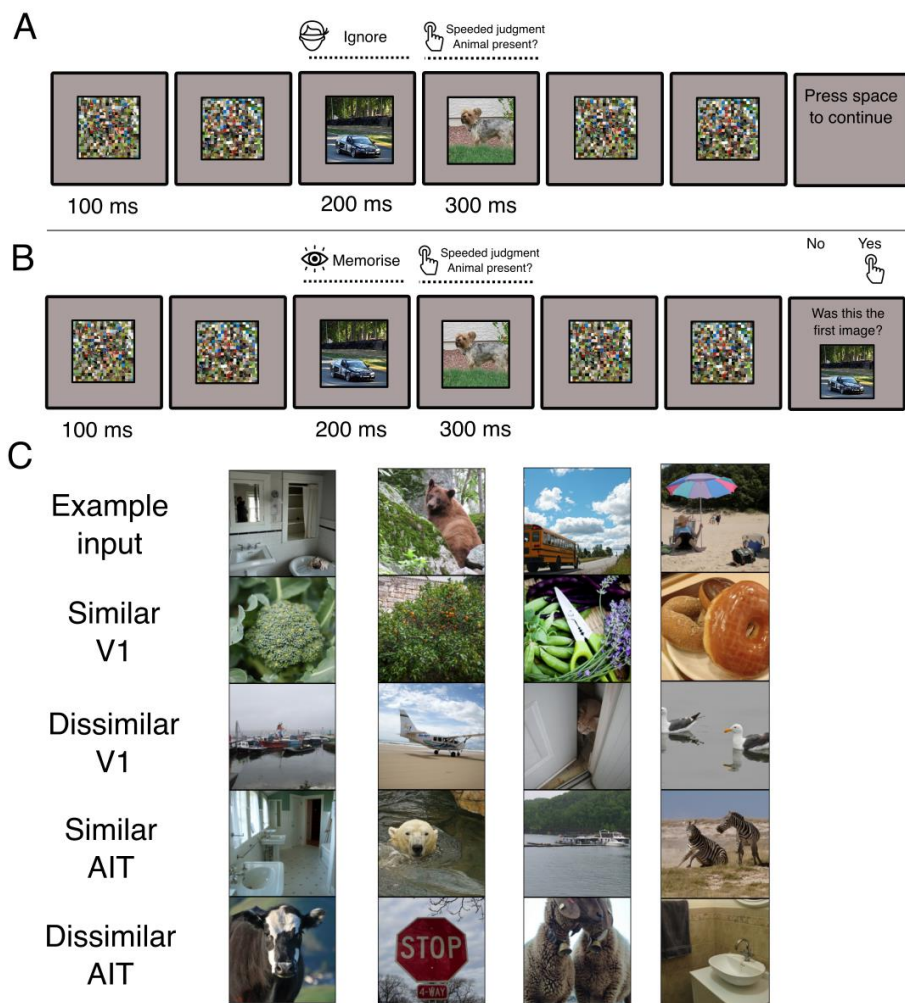 A
Ignore
Speeded judgment
Animal present?
Press space
to continue
100 ms
200 ms
300 ms
B
Memorise
Speeded judgment
Animal present?
No
Yes
Was this the
first image?
100 ms
200 ms
300 ms
C
Example
input
Similar
V1
Dissimilar
V1
Similar
AIT
Dissimilar
AIT
STOP
4-WAY